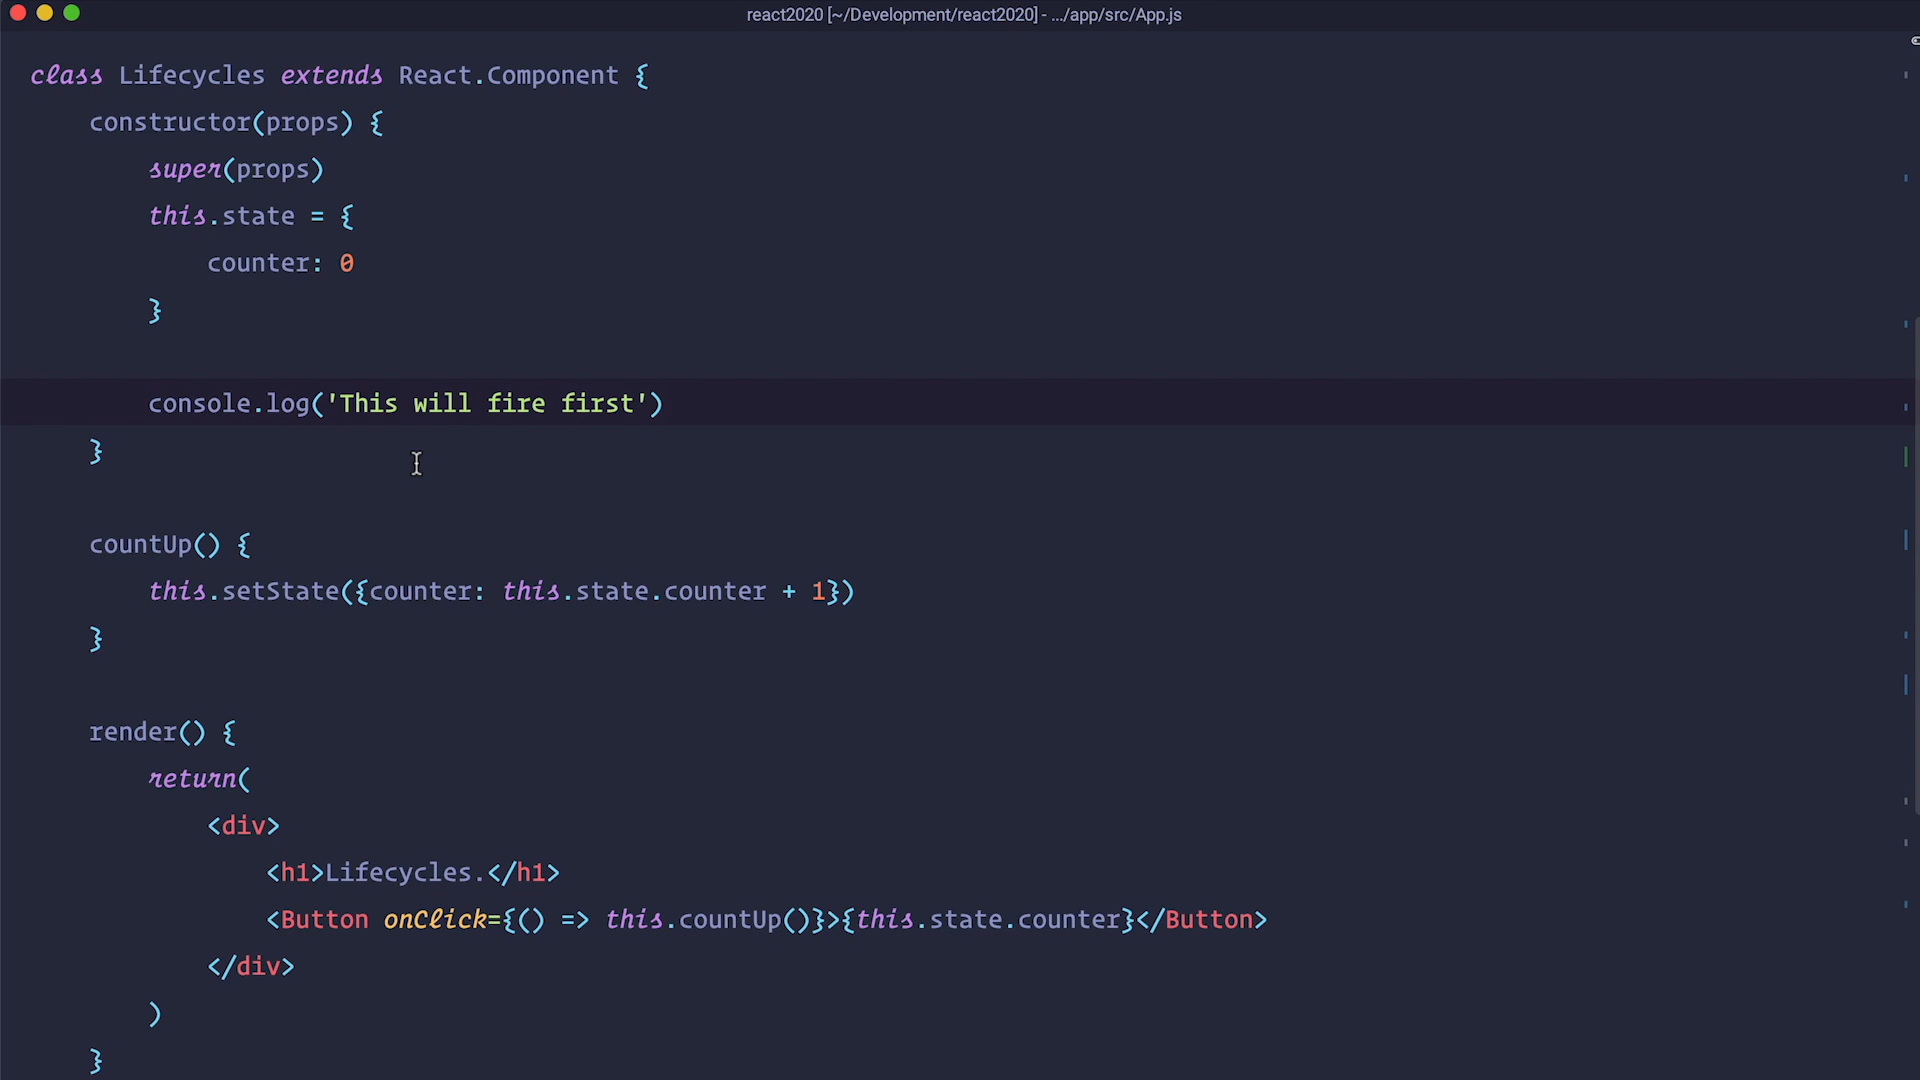 react2020 [~/Development/react2020] - .../app/src/App.js
class Lifecycles extends React.Component {
    constructor(props) {
        super(props)
        this.state = {
            counter: 0
        }
        console.log('This will fire first')
    }
    countUp() {
        this.setState({counter: this.state.counter + 1})
    }
    render() {
        return(
            <div>
                <h1>Lifecycles.</h1>
                <Button onClick={() => this.countUp()}>{this.state.counter}</Button>
            </div>
        )
    }